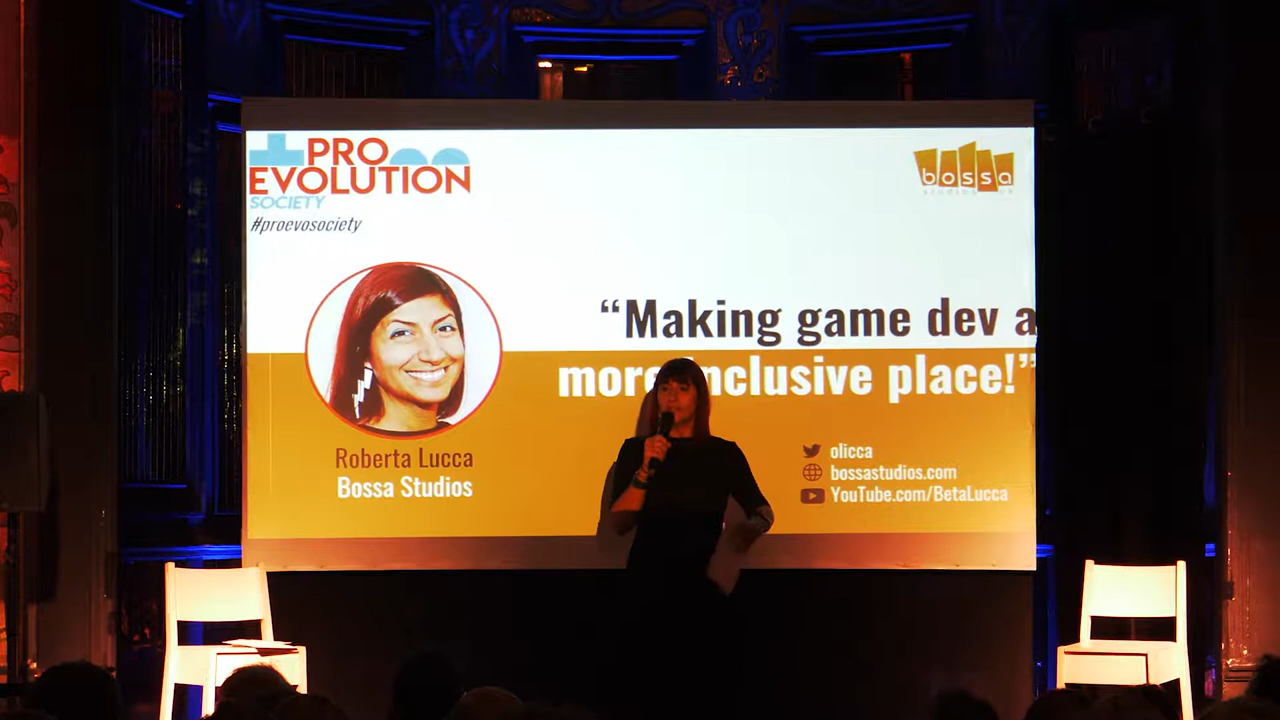 PRO
EVOLUTION
SOCIETY
#proevosociety
bossa
“Making game dev a
more inclusive place!”
Roberta Lucca
Bossa Studios
olicca
bossastudios.com
YouTube.com/BetaLucca